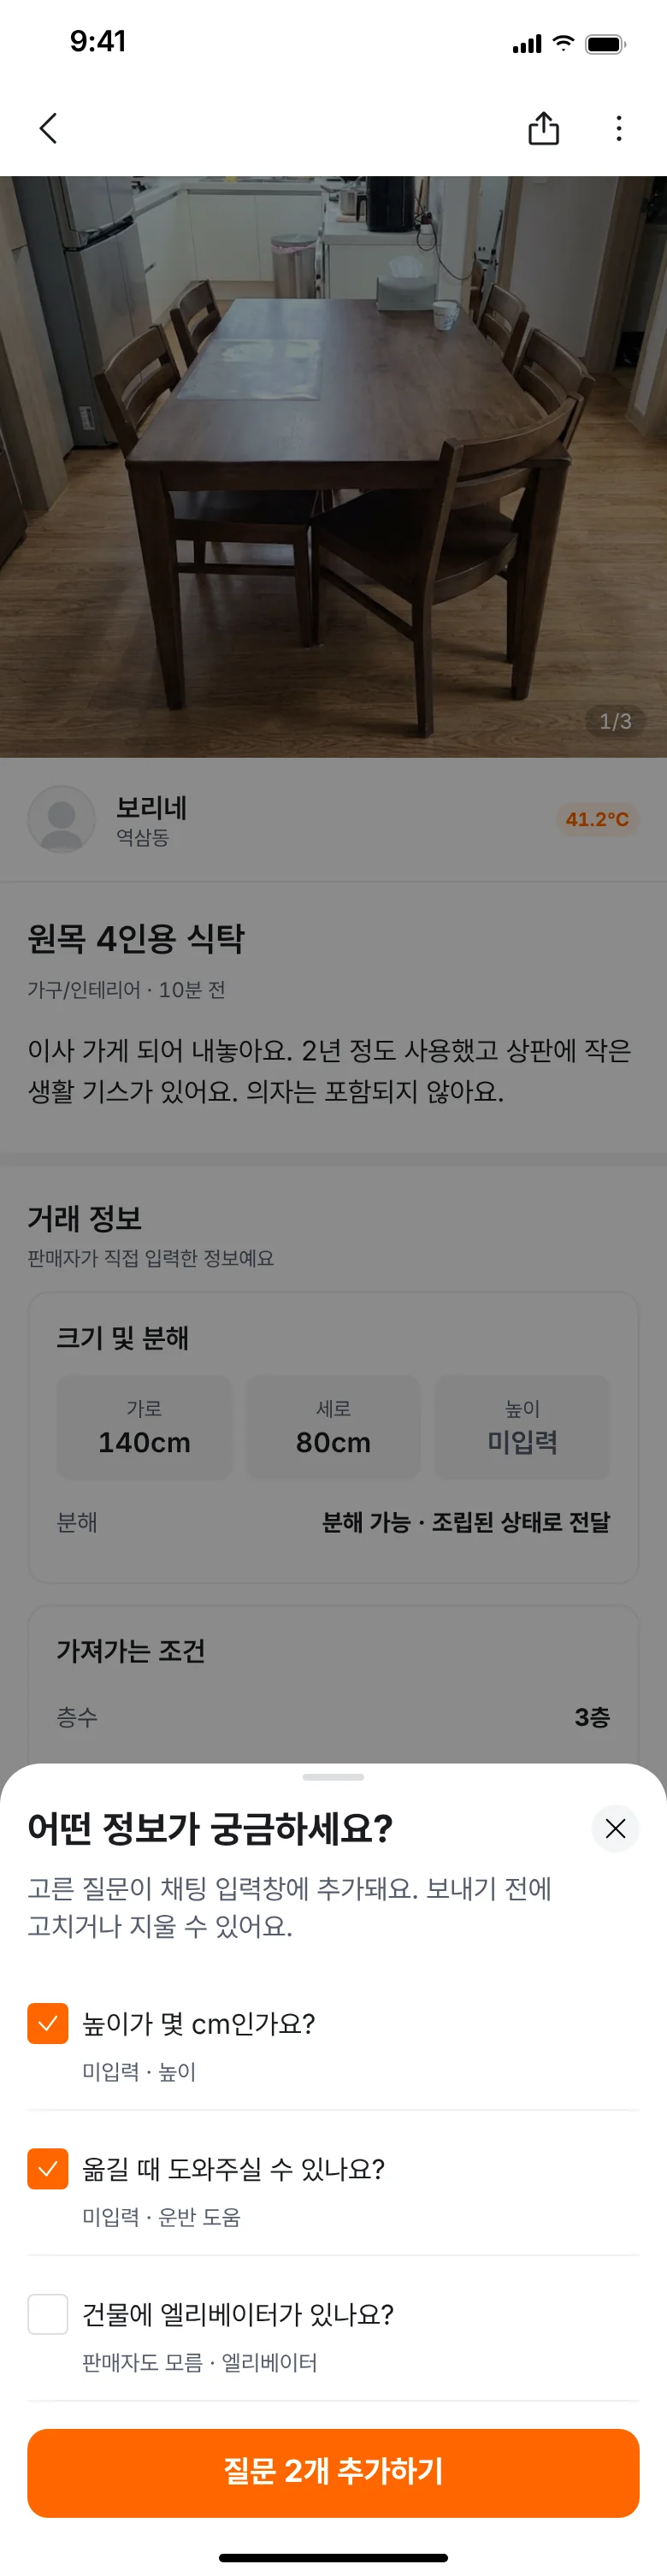 9:41
1/3
보리네
역삼동
41.2°C
원목 4인용 식탁
가구/인테리어 · 10분 전
이사 가게 되어 내놓아요. 2년 정도 사용했고 상판에 작은
생활 기스가 있어요. 의자는 포함되지 않아요.
거래 정보
판매자가 직접 입력한 정보예요
크기 및 분해
가로
140cm
세로
80cm
높이
미입력
분해
분해 가능 · 조립된 상태로 전달
가져가는 조건
층수
3층
어떤 정보가 궁금하세요?
고른 질문이 채팅 입력창에 추가돼요. 보내기 전에
고치거나 지울 수 있어요.
높이가 몇 cm인가요?
미입력 · 높이
옮길 때 도와주실 수 있나요?
미입력 · 운반 도움
건물에 엘리베이터가 있나요?
판매자도 모름 · 엘리베이터
질문 2개 추가하기